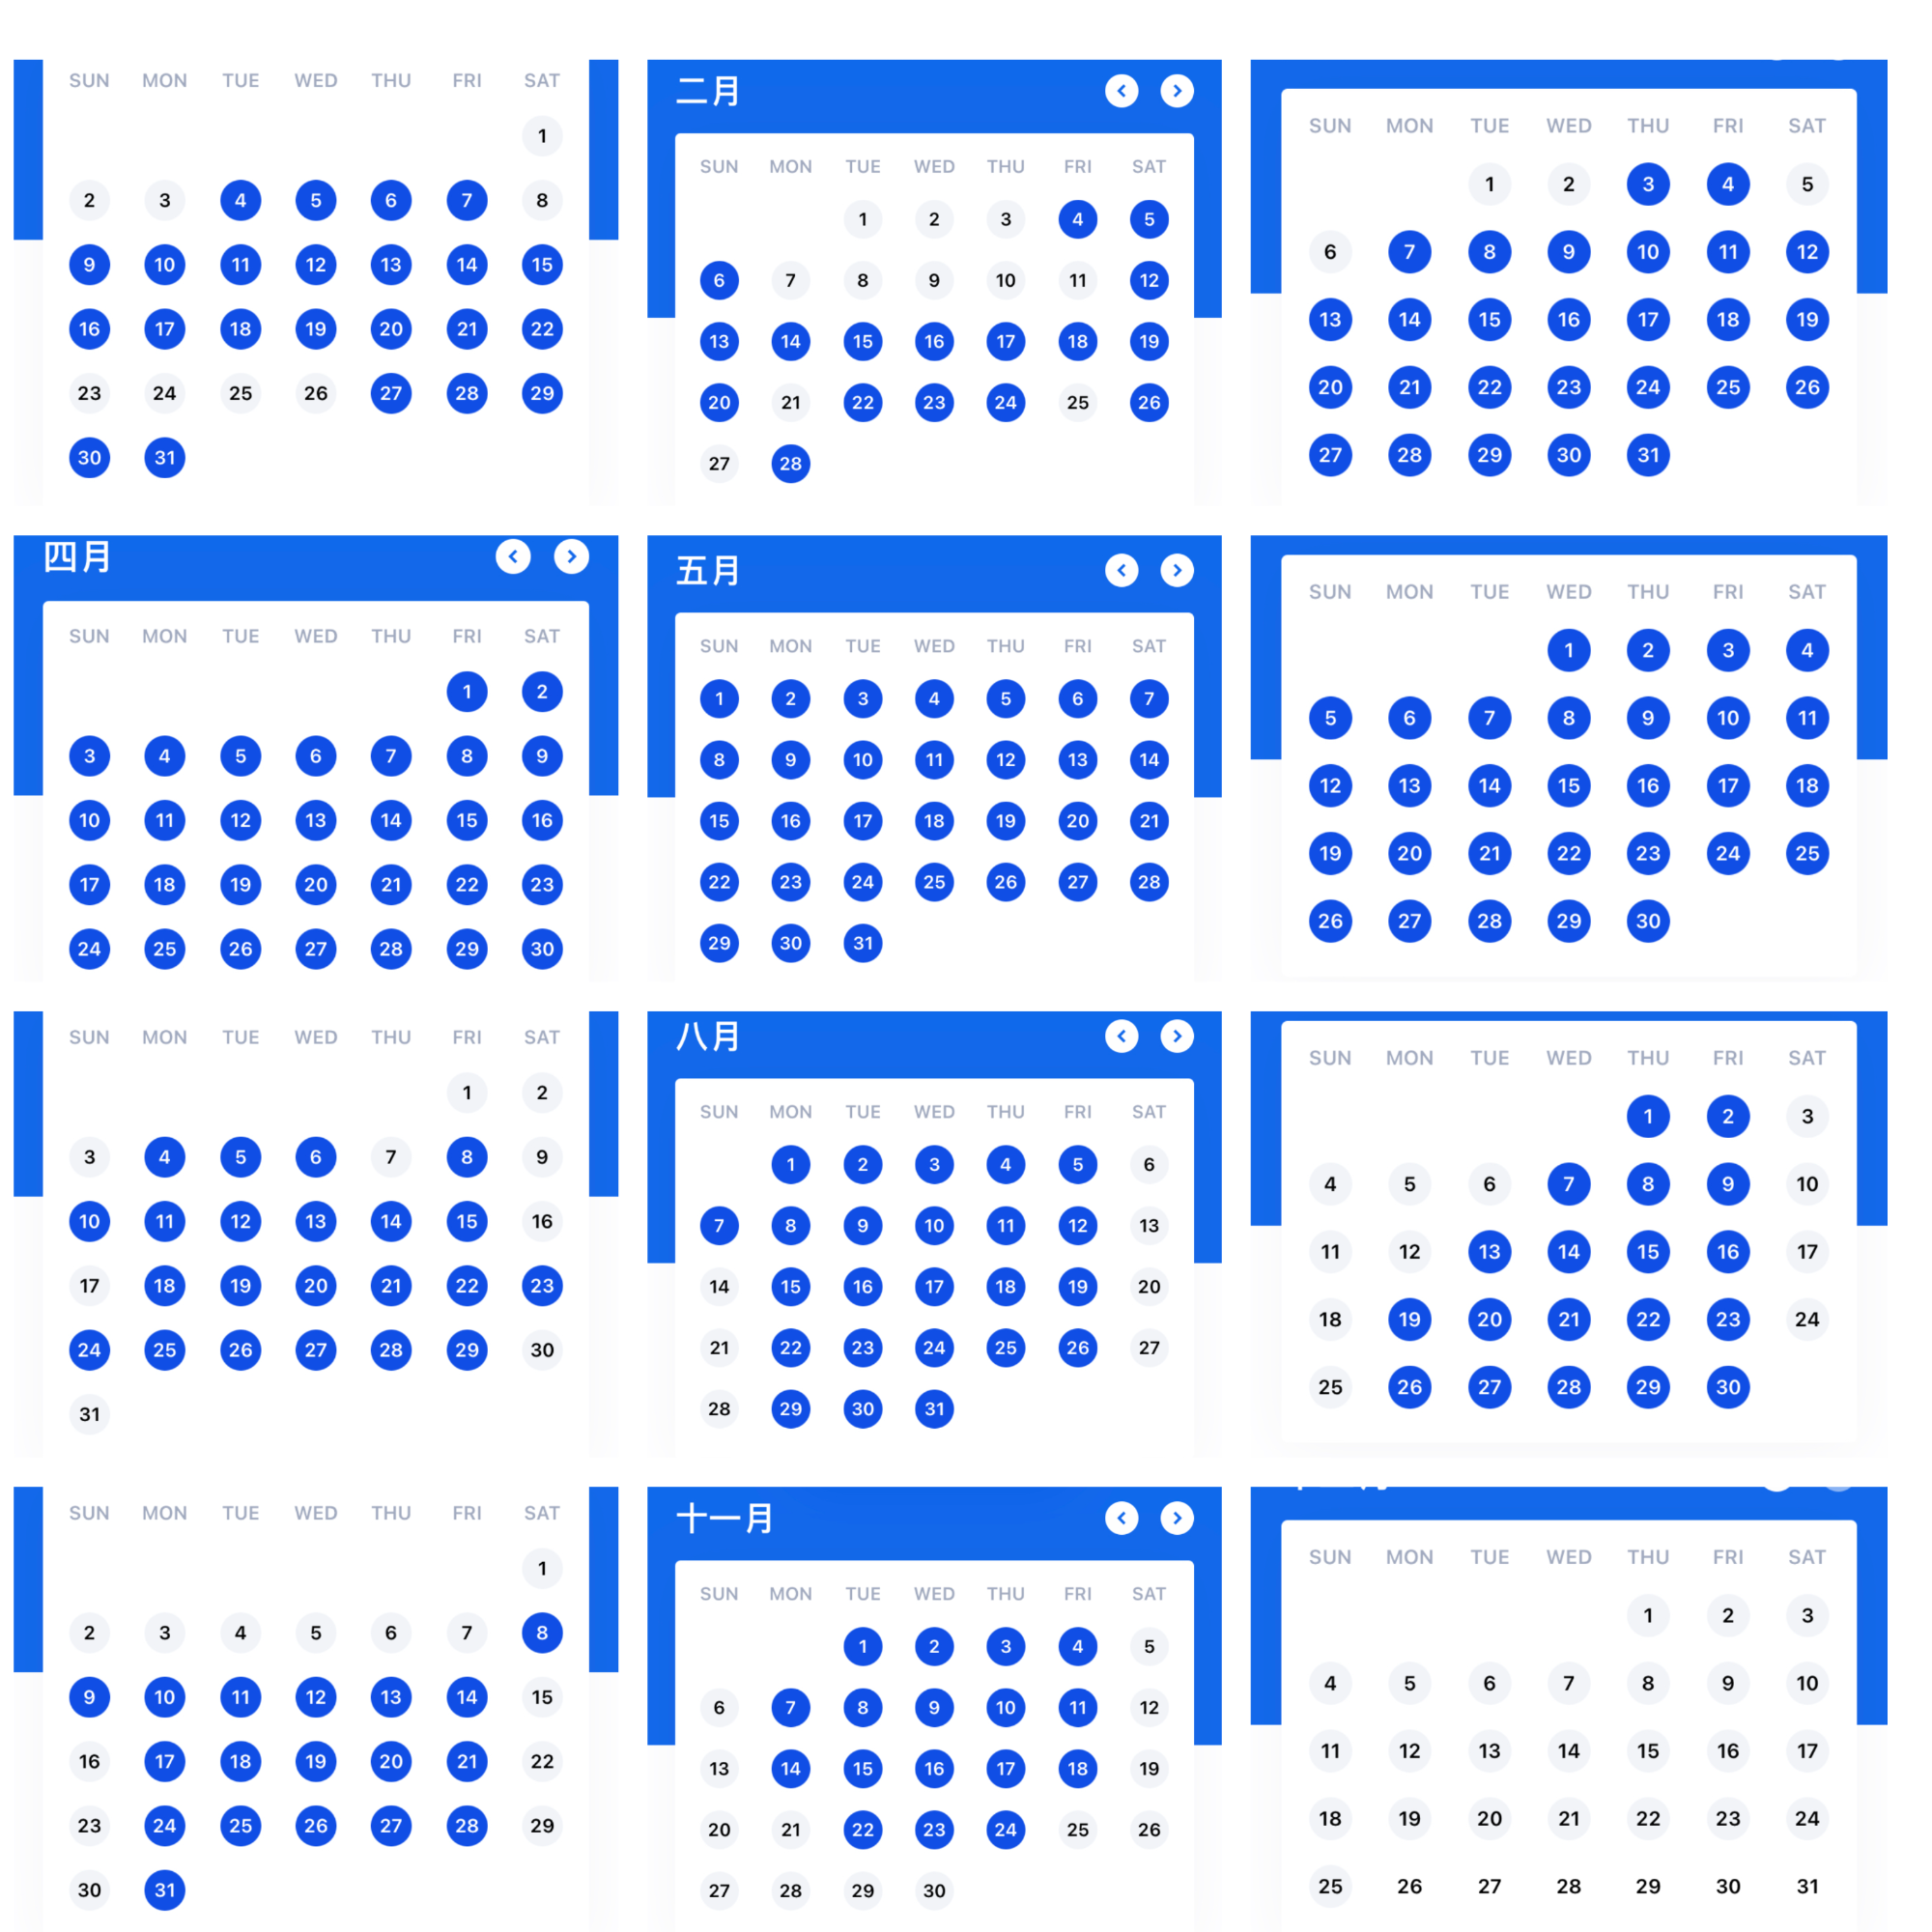 SUN MON TUE WED THU FRI SAT
1
2 3 4 5 6 7 8
9 10 11 12 13 14 15
16 17 18 19 20 21 22
23 24 25 26 27 28 29
30 31
二月
SUN MON TUE WED THU FRI SAT
1 2 3 4 5
6 7 8 9 10 11 12
13 14 15 16 17 18 19
20 21 22 23 24 25 26
27 28
SUN MON TUE WED THU FRI SAT
1 2 3 4 5
6 7 8 9 10 11 12
13 14 15 16 17 18 19
20 21 22 23 24 25 26
27 28 29 30 31
四月
SUN MON TUE WED THU FRI SAT
1 2
3 4 5 6 7 8 9
10 11 12 13 14 15 16
17 18 19 20 21 22 23
24 25 26 27 28 29 30
五月
SUN MON TUE WED THU FRI SAT
1 2 3 4 5 6 7
8 9 10 11 12 13 14
15 16 17 18 19 20 21
22 23 24 25 26 27 28
29 30 31
SUN MON TUE WED THU FRI SAT
1 2 3 4
5 6 7 8 9 10 11
12 13 14 15 16 17 18
19 20 21 22 23 24 25
26 27 28 29 30
SUN MON TUE WED THU FRI SAT
1 2
3 4 5 6 7 8 9
10 11 12 13 14 15 16
17 18 19 20 21 22 23
24 25 26 27 28 29 30
31
八月
SUN MON TUE WED THU FRI SAT
1 2 3 4 5 6
7 8 9 10 11 12 13
14 15 16 17 18 19 20
21 22 23 24 25 26 27
28 29 30 31
SUN MON TUE WED THU FRI SAT
1 2 3
4 5 6 7 8 9 10
11 12 13 14 15 16 17
18 19 20 21 22 23 24
25 26 27 28 29 30
SUN MON TUE WED THU FRI SAT
1
2 3 4 5 6 7 8
9 10 11 12 13 14 15
16 17 18 19 20 21 22
23 24 25 26 27 28 29
30 31
十一月
SUN MON TUE WED THU FRI SAT
1 2 3 4 5
6 7 8 9 10 11 12
13 14 15 16 17 18 19
20 21 22 23 24 25 26
27 28 29 30
SUN MON TUE WED THU FRI SAT
1 2 3
4 5 6 7 8 9 10
11 12 13 14 15 16 17
18 19 20 21 22 23 24
25 26 27 28 29 30 31